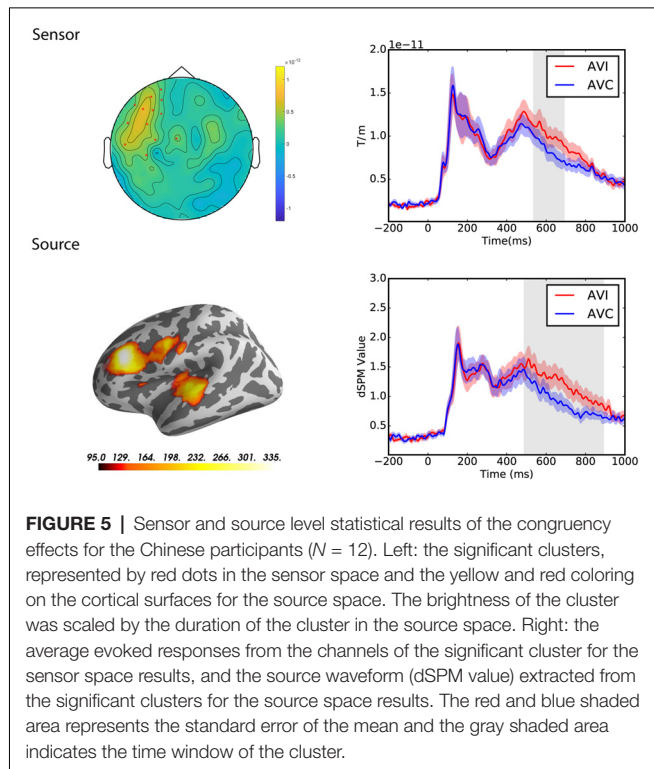 Sensor
x 10⁻¹²
1
0.5
0
-0.5
-1
1e-11
2.0
1.5
1.0
0.5
T/m
AVI
AVC
−200 0 200 400 600 800 1000
Time(ms)
Source
95.0 129. 164. 198. 232. 266. 301. 335.
3.0
2.5
2.0
1.5
1.0
0.5
dSPM Value
AVI
AVC
−200 0 200 400 600 800 1000
Time (ms)
FIGURE 5 | Sensor and source level statistical results of the congruency
effects for the Chinese participants (N = 12). Left: the significant clusters,
represented by red dots in the sensor space and the yellow and red coloring
on the cortical surfaces for the source space. The brightness of the cluster
was scaled by the duration of the cluster in the source space. Right: the
average evoked responses from the channels of the significant cluster for the
sensor space results, and the source waveform (dSPM value) extracted from
the significant clusters for the source space results. The red and blue shaded
area represents the standard error of the mean and the gray shaded area
indicates the time window of the cluster.